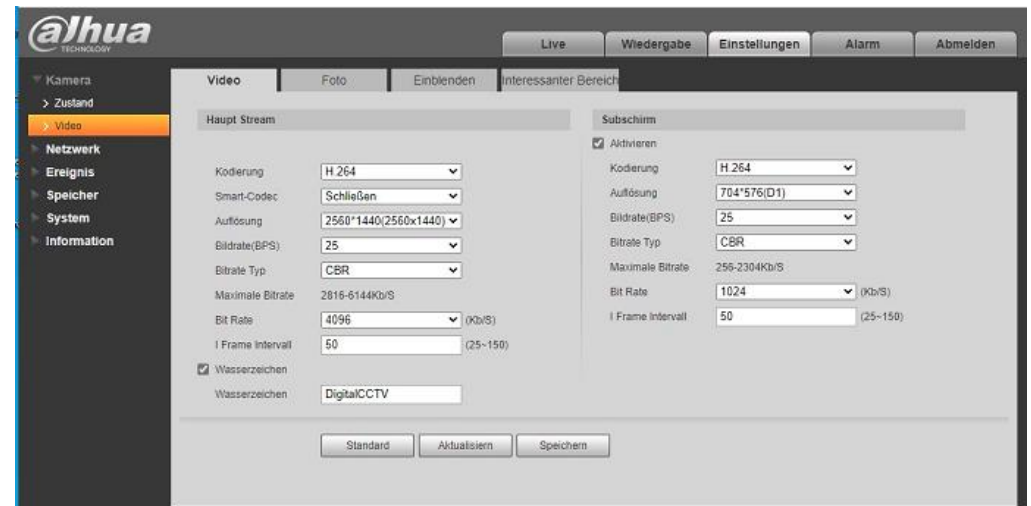 alhua
TECHNOLOGY
Live
Wiedergabe
Einstellungen
Alarm
Abmelden
Kamera
> Zustand
> Video
Netzwerk
Ereignis
Speicher
System
Information
Video
Foto
Einblenden
Interessanter Bereich
Haupt Stream
Kodierung H.264
Smart-Codec Schließen
Auflösung 2560*1440(2560x1440)
Bildrate(BPS) 25
Bitrate Typ CBR
Maximale Bitrate 2816-6144Kb/S
Bit Rate 4096 (Kb/S)
I Frame Intervall 50 (25~150)
Wasserzeichen
Wasserzeichen DigitalCCTV
Subschirm
Aktivieren
Kodierung H.264
Auflösung 704*576(D1)
Bildrate(BPS) 25
Bitrate Typ CBR
Maximale Bitrate 256-2304Kb/S
Bit Rate 1024 (Kb/S)
I Frame Intervall 50 (25~150)
Standard
Aktualisiern
Speichern